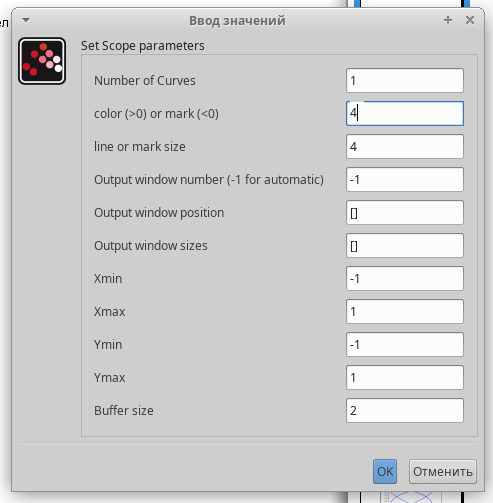 ел
Ввод значений
Set Scope parameters
Number of Curves 1
color (>0) or mark (<0) 4
line or mark size 4
Output window number (-1 for automatic) -1
Output window position []
Output window sizes []
Xmin -1
Xmax 1
Ymin -1
Ymax 1
Buffer size 2
OK Отменить